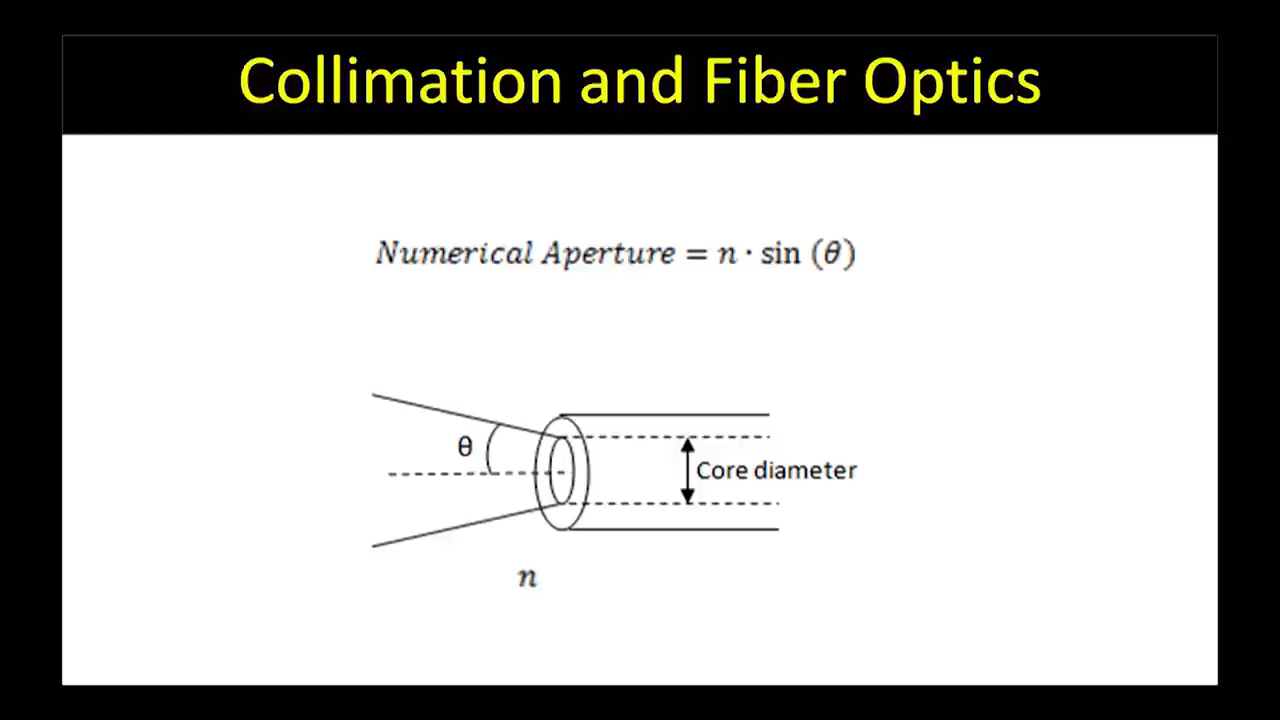 Collimation and Fiber Optics
Numerical Aperture = n · sin (θ)
θ
Core diameter
n